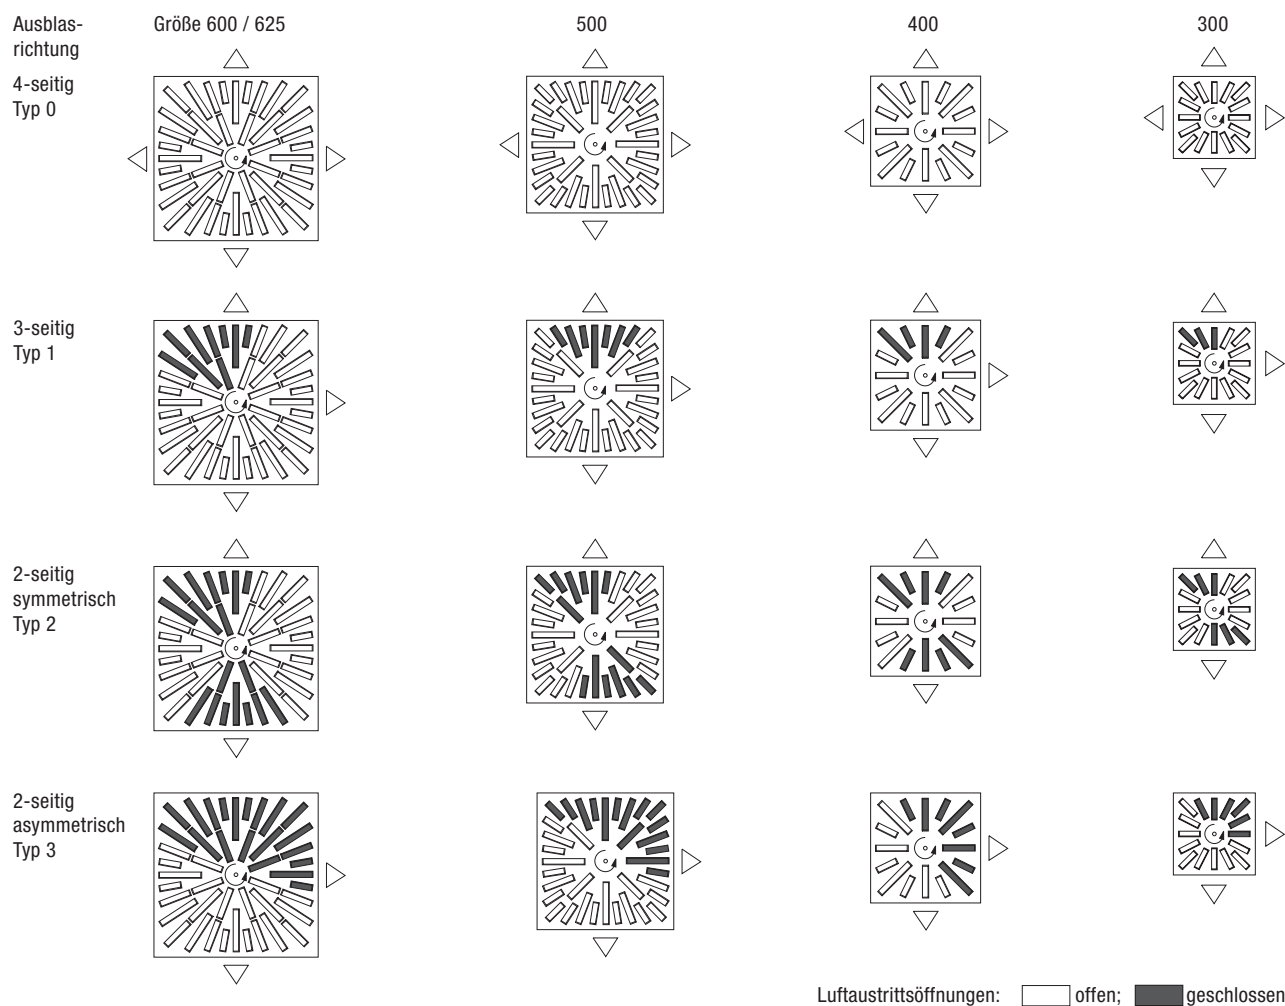 Ausblas-
richtung
Größe 600 / 625
500
400
300
4-seitig
Typ 0
3-seitig
Typ 1
2-seitig
symmetrisch
Typ 2
2-seitig
asymmetrisch
Typ 3
Luftaustrittsöffnungen: offen; geschlossen